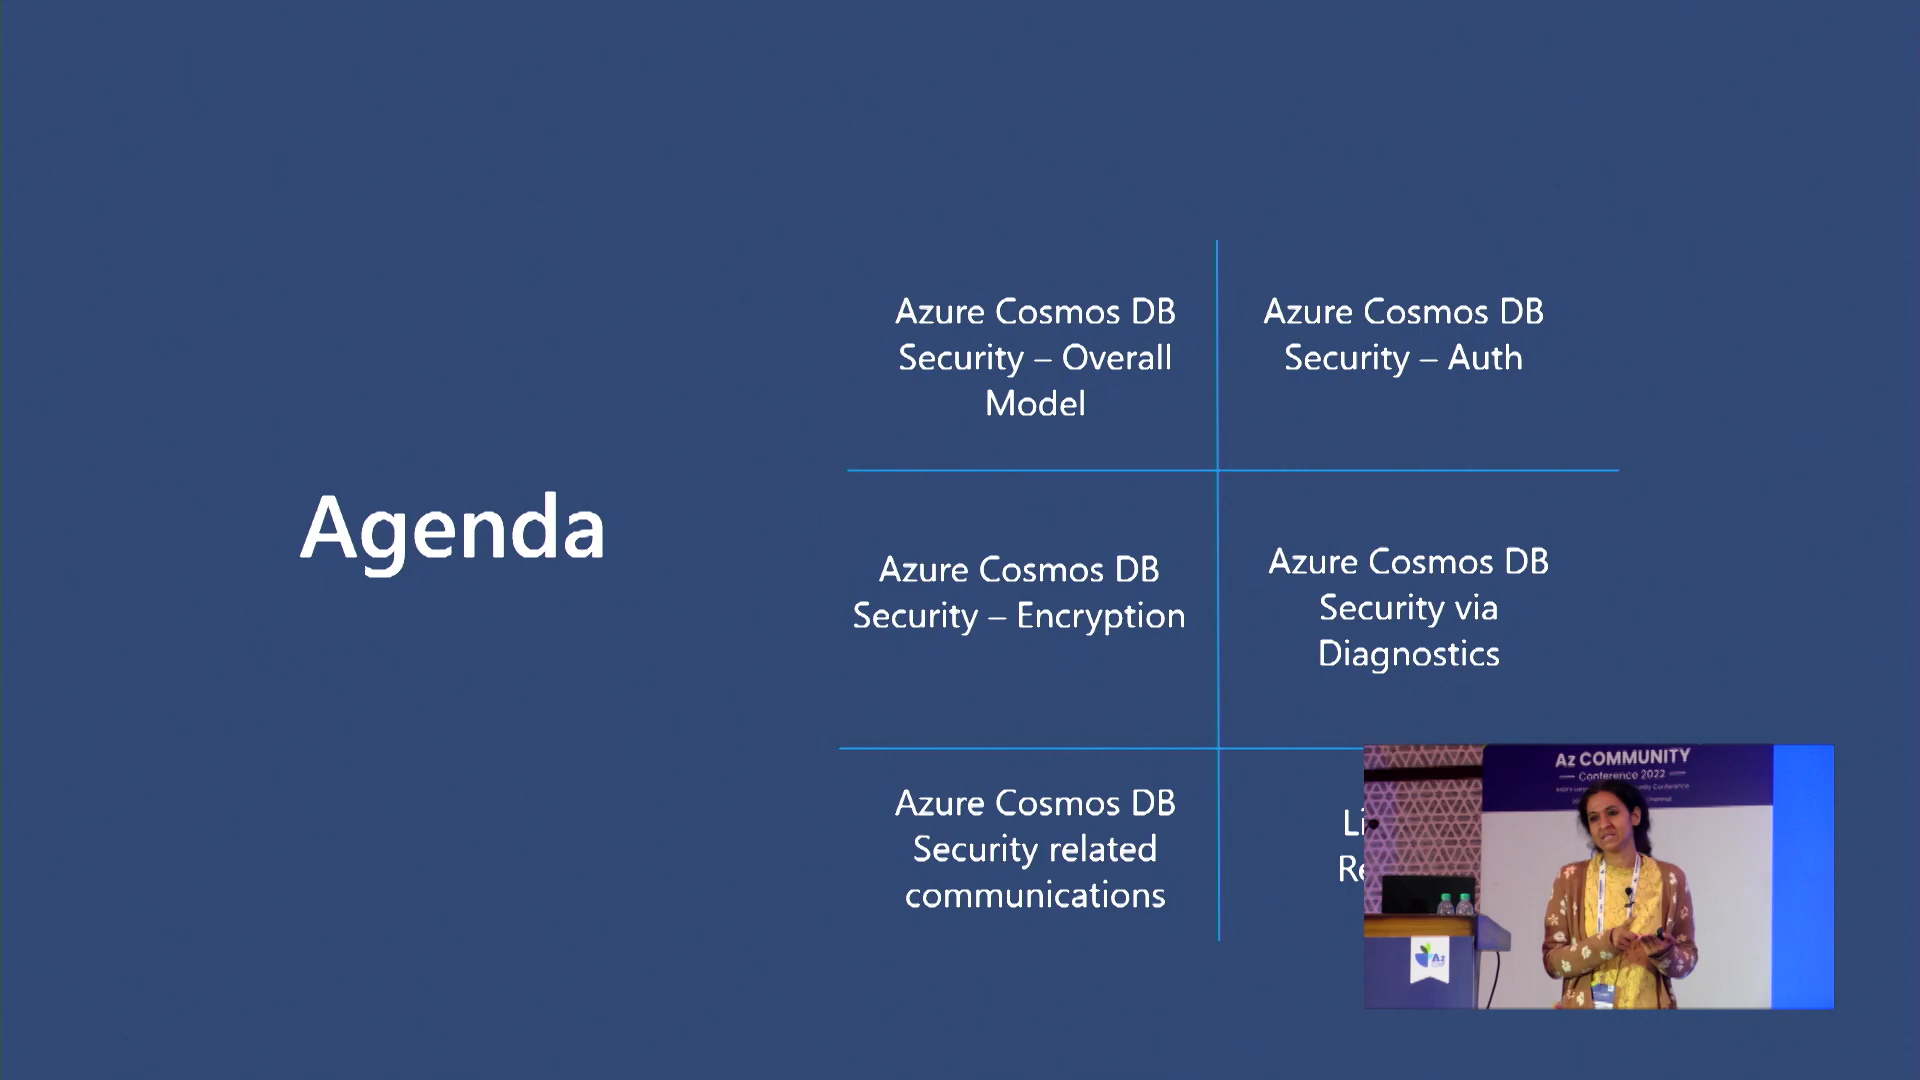 Agenda
Azure Cosmos DB
Security – Overall
Model
Azure Cosmos DB
Security – Auth
Azure Cosmos DB
Security – Encryption
Azure Cosmos DB
Security via
Diagnostics
Azure Cosmos DB
Security related
communications
Az COMMUNITY
Conference 2022
Az